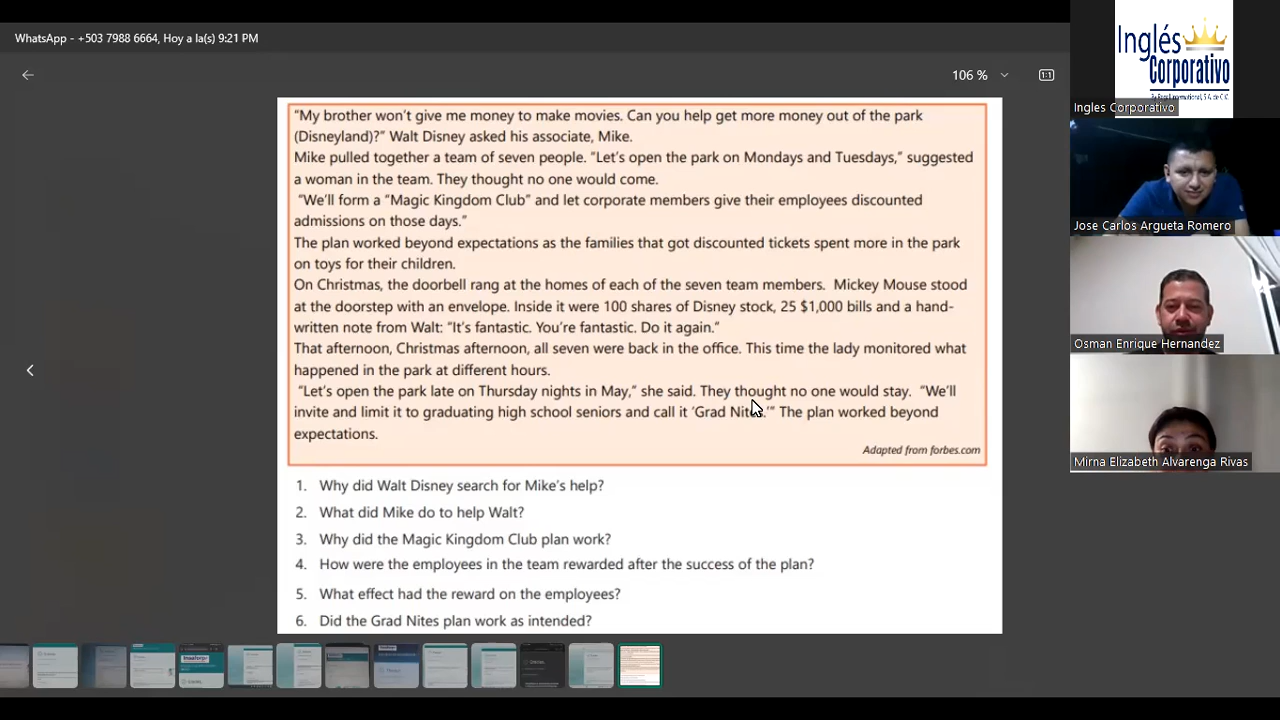 WhatsApp - +503 7988 6664, Hoy a la(s) 9:21 PM
106 %
1:1
"My brother won't give me money to make movies. Can you help get more money out of the park
(Disneyland)?" Walt Disney asked his associate, Mike.
Mike pulled together a team of seven people. "Let's open the park on Mondays and Tuesdays," suggested
a woman in the team. They thought no one would come.
"We'll form a "Magic Kingdom Club" and let corporate members give their employees discounted
admissions on those days."
The plan worked beyond expectations as the families that got discounted tickets spent more in the park
on toys for their children.
On Christmas, the doorbell rang at the homes of each of the seven team members. Mickey Mouse stood
at the doorstep with an envelope. Inside it were 100 shares of Disney stock, 25 $1,000 bills and a hand-
written note from Walt: "It's fantastic. You're fantastic. Do it again."
That afternoon, Christmas afternoon, all seven were back in the office. This time the lady monitored what
happened in the park at different hours.
"Let's open the park late on Thursday nights in May," she said. They thought no one would stay. "We'll
invite and limit it to graduating high school seniors and call it 'Grad Nites.'" The plan worked beyond
expectations.
Adapted from forbes.com
1. Why did Walt Disney search for Mike's help?
2. What did Mike do to help Walt?
3. Why did the Magic Kingdom Club plan work?
4. How were the employees in the team rewarded after the success of the plan?
5. What effect had the reward on the employees?
6. Did the Grad Nites plan work as intended?
Inglés
Corporativo
Ingles Corporativo
Jose Carlos Argueta Romero
Osman Enrique Hernandez
Mirna Elizabeth Alvarenga Rivas